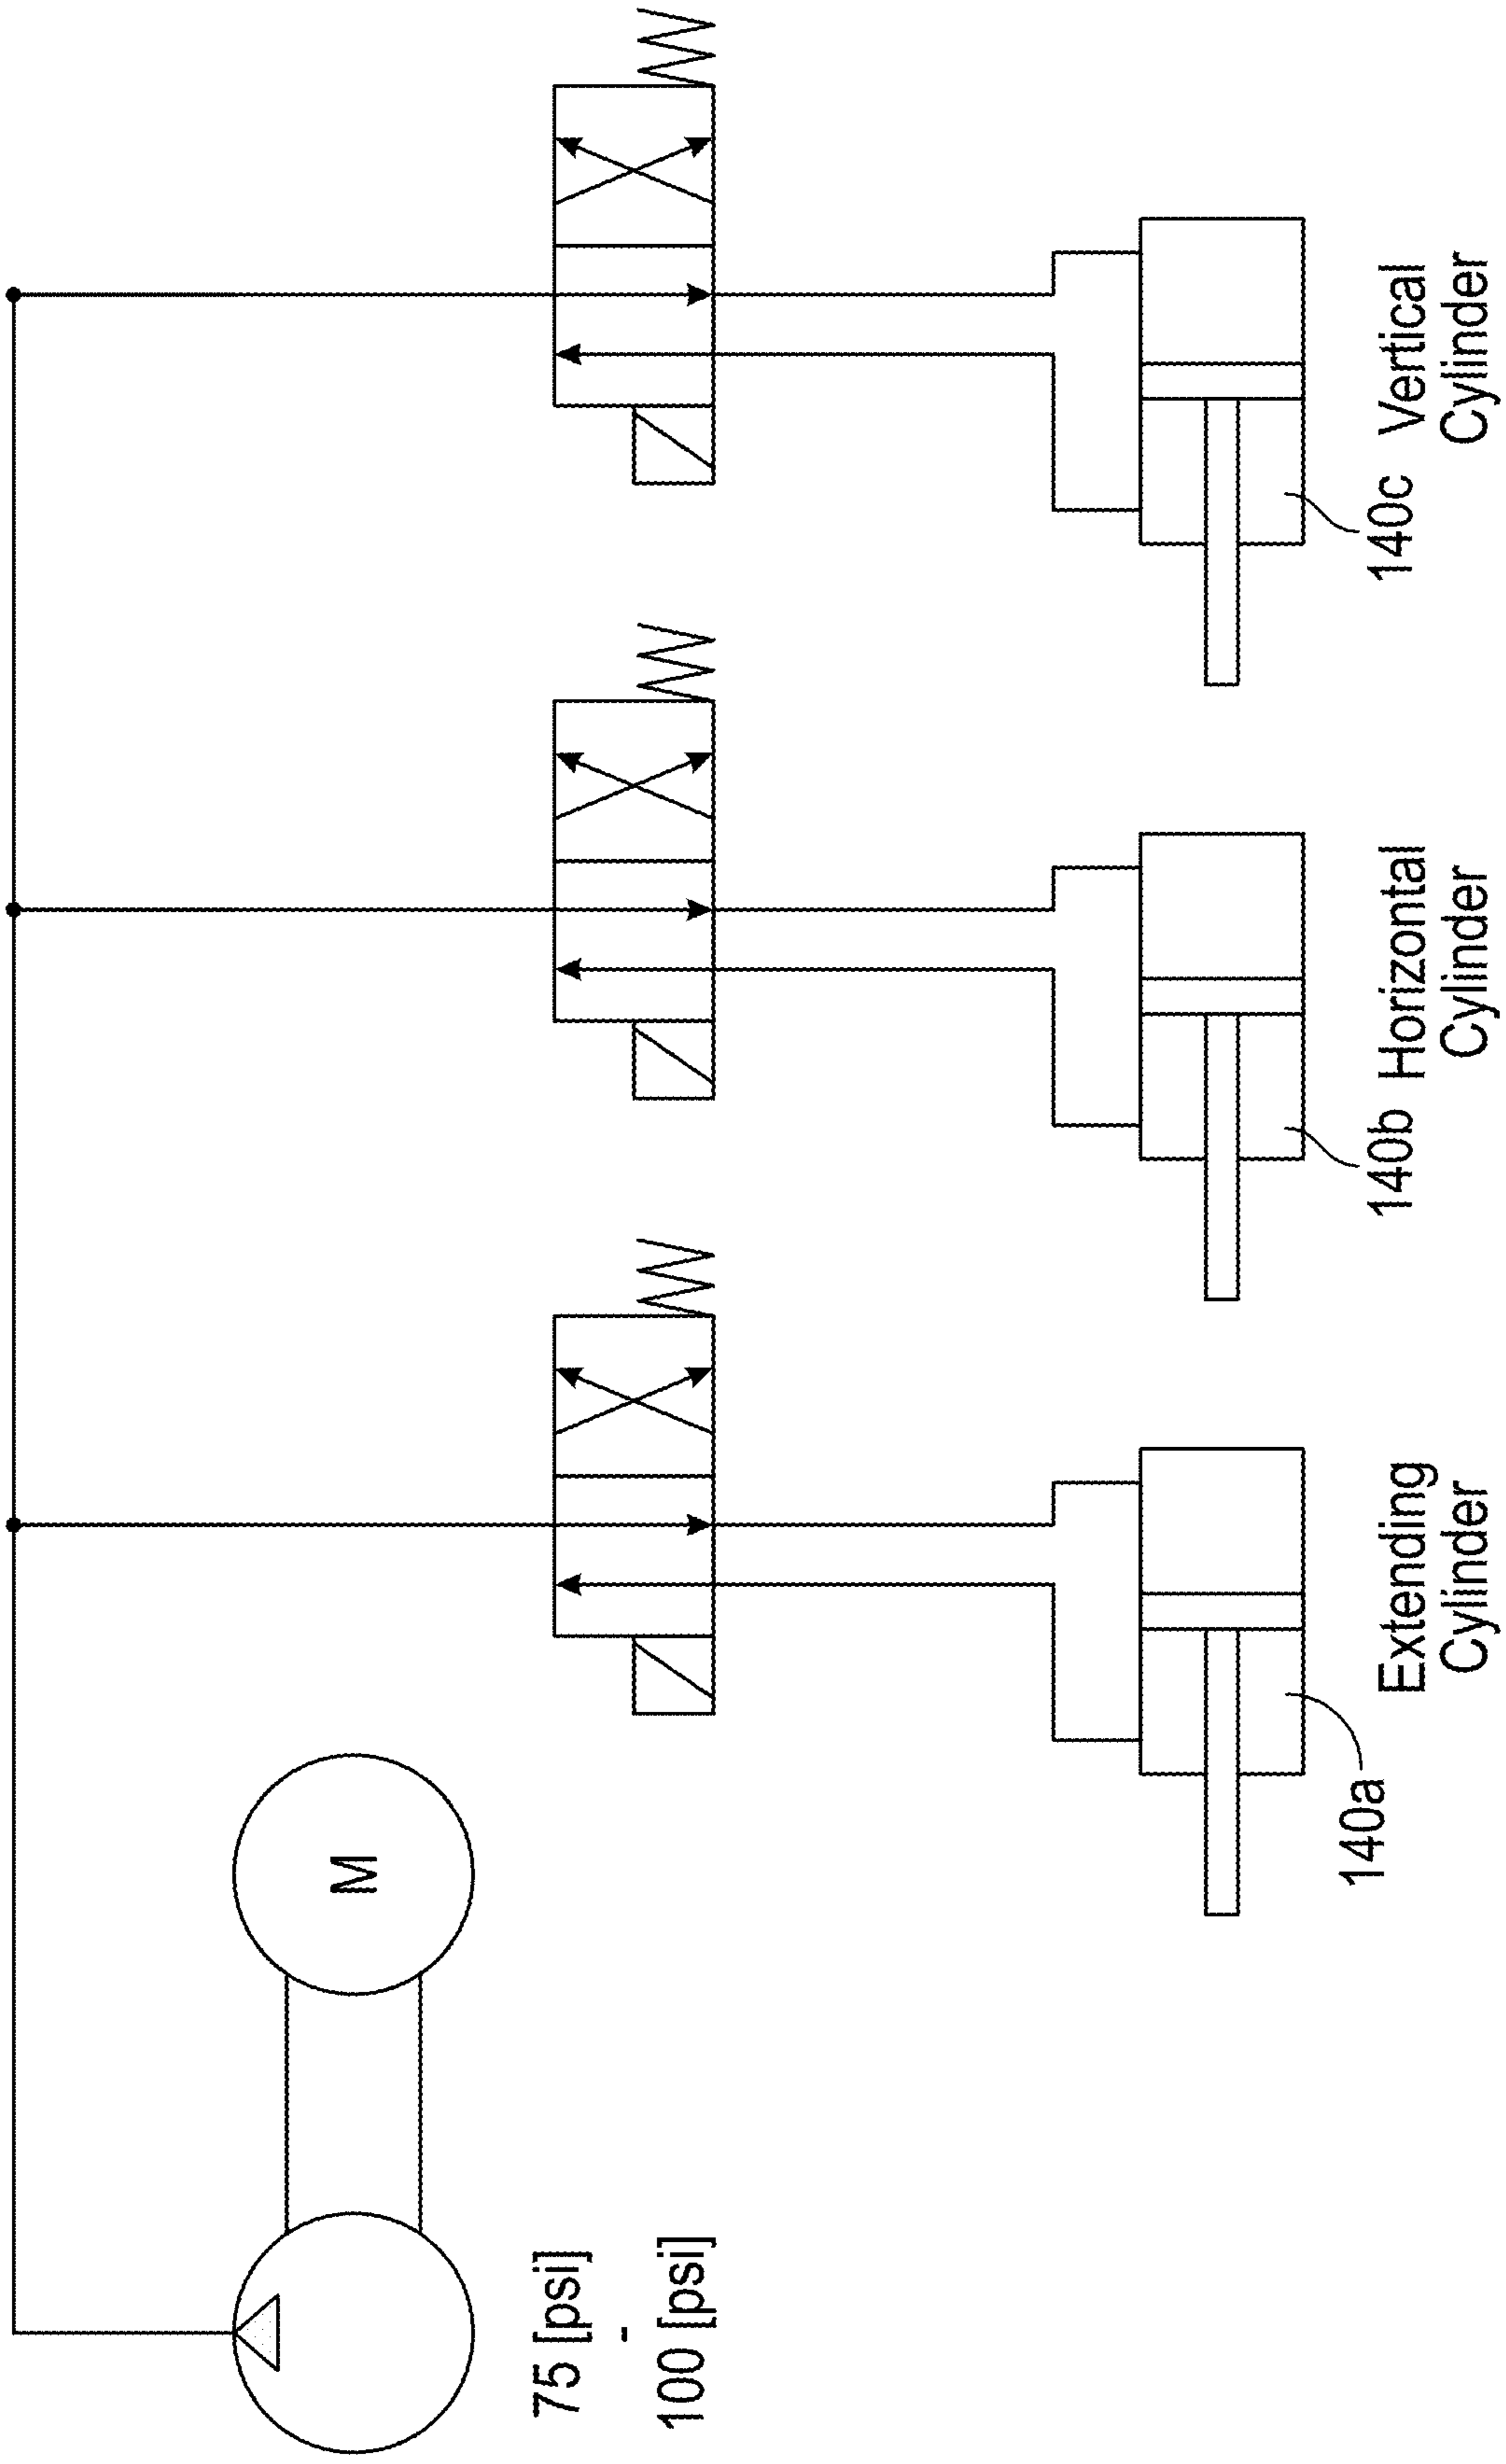 M
75 [psi]
-
100 [psi]
140a
Extending
Cylinder
140b
Horizontal
Cylinder
140c
Vertical
Cylinder